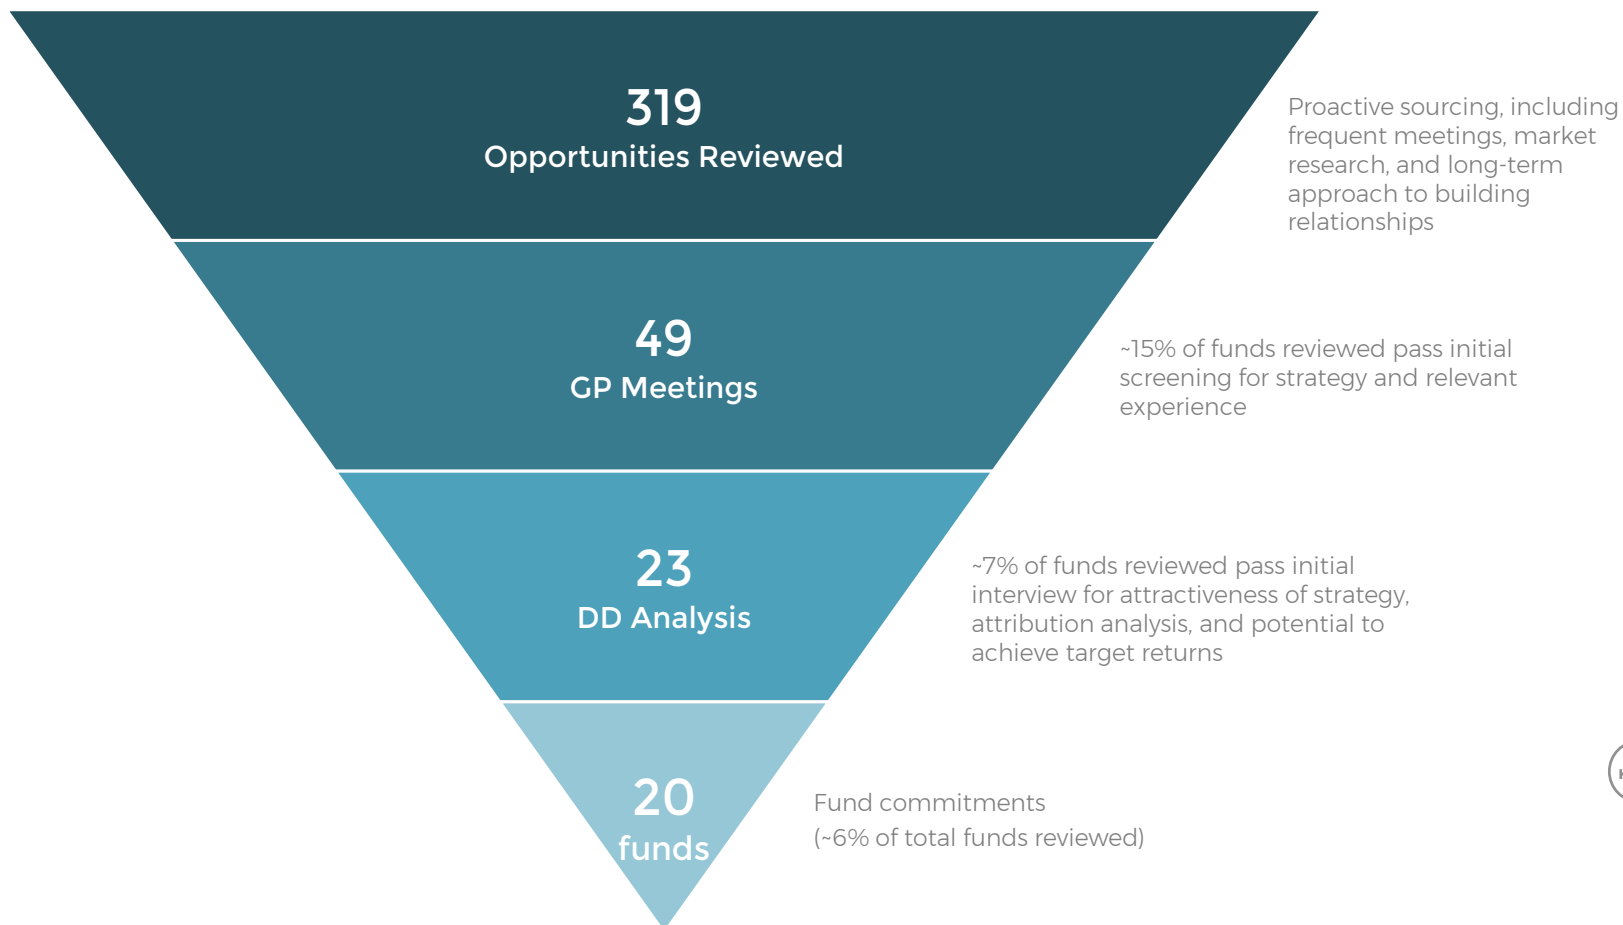 319
Opportunities Reviewed
Proactive sourcing, including
frequent meetings, market
research, and long-term
approach to building
relationships
49
GP Meetings
~15% of funds reviewed pass initial
screening for strategy and relevant
experience
23
DD Analysis
~7% of funds reviewed pass initial
interview for attractiveness of strategy,
attribution analysis, and potential to
achieve target returns
20
funds
Fund commitments
(~6% of total funds reviewed)